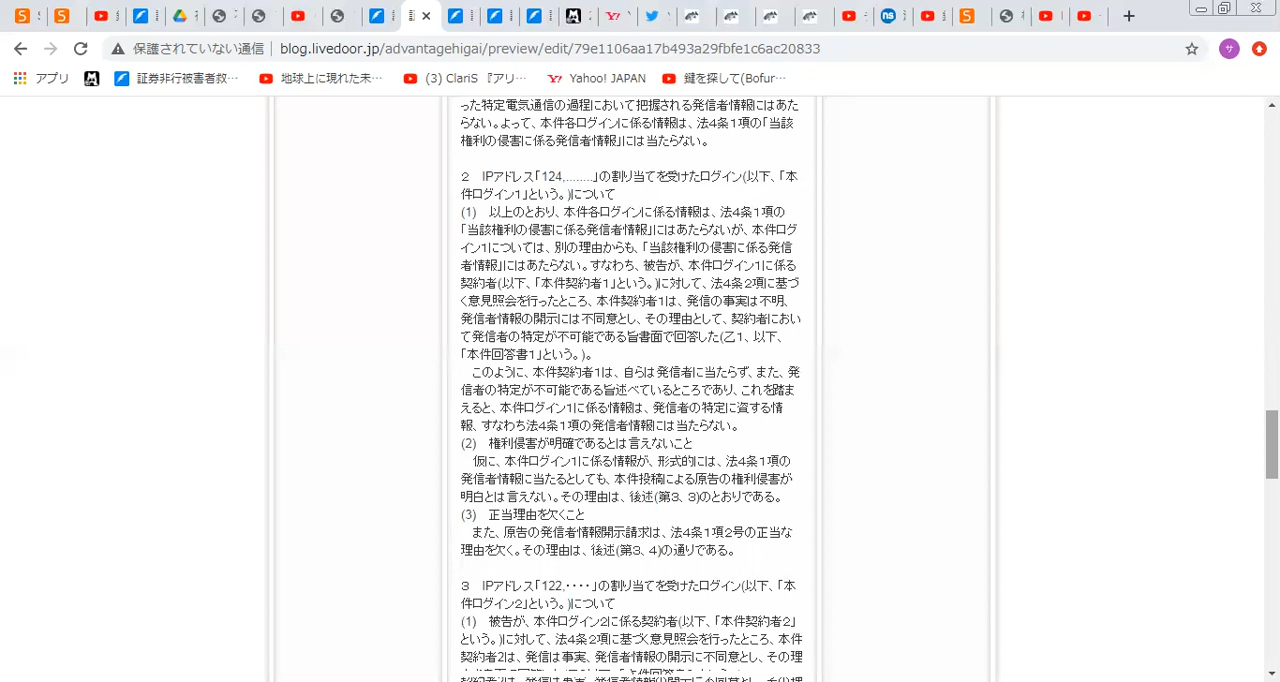 保護されていない通信 | blog.livedoor.jp/advantagehigai/preview/edit/79e1106aa17b493a29fbfe1c6ac20833
アプリ 証券非行被害者救… 地球上に現れた未… (3) ClariS 『アリ… Yahoo! JAPAN 鍵を探して(Bofur…
った特定電気通信の過程において把握される発信者情報にはあた
らない。よって、本件各ログインに係る情報は、法4条1項の「当該
権利の侵害に係る発信者情報」には当たらない。
2　IPアドレス「124,........」の割り当てを受けたログイン(以下、「本
件ログイン1」という。)について
(1)　以上のとおり、本件各ログインに係る情報は、法4条1項の
「当該権利の侵害に係る発信者情報」にはあたらないが、本件ログ
イン1については、別の理由からも、「当該権利の侵害に係る発信
者情報」にはあたらない。すなわち、被告が、本件ログイン1に係る
契約者(以下、「本件契約者1」という。)に対して、法4条2項に基づ
く意見照会を行ったところ、本件契約者1は、発信の事実は不明、
発信者情報の開示には不同意とし、その理由として、契約者におい
て発信者の特定が不可能である旨書面で回答した(乙1、以下、
「本件回答書1」という。)。
このように、本件契約者1は、自らは発信者に当たらず、また、発
信者の特定が不可能である旨述べているところであり、これを踏ま
えると、本件ログイン1に係る情報は、発信者の特定に資する情
報、すなわち法4条1項の発信者情報には当たらない。
(2)　権利侵害が明確であるとは言えないこと
仮に、本件ログイン1に係る情報が、形式的には、法4条1項の
発信者情報に当たるとしても、本件投稿による原告の権利侵害が
明白とは言えない。その理由は、後述(第3、3)のとおりである。
(3)　正当理由を欠くこと
また、原告の発信者情報開示請求は、法4条1項2号の正当な
理由を欠く。その理由は、後述(第3、4)の通りである。
3　IPアドレス「122,････」の割り当てを受けたログイン(以下、「本
件ログイン2」という。)について
(1)　被告が、本件ログイン2に係る契約者(以下、「本件契約者2」
という。)に対して、法4条2項に基づく意見照会を行ったところ、本件
契約者2は、発信は事実、発信者情報の開示に不同意とし、その理